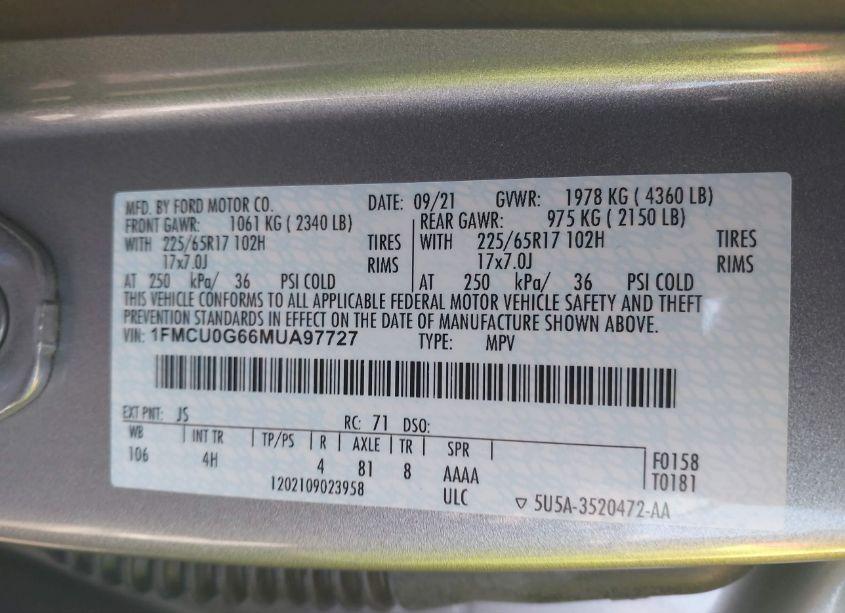 MFD. BY FORD MOTOR CO. DATE: 09/21 GVWR: 1978 KG ( 4360 LB)
FRONT GAWR: 1061 KG ( 2340 LB) REAR GAWR: 975 KG ( 2150 LB)
WITH 225/65R17 102H TIRES WITH 225/65R17 102H TIRES
17x7.0J RIMS 17x7.0J RIMS
AT 250 kPa/ 36 PSI COLD AT 250 kPa/ 36 PSI COLD
THIS VEHICLE CONFORMS TO ALL APPLICABLE FEDERAL MOTOR VEHICLE SAFETY AND THEFT
PREVENTION STANDARDS IN EFFECT ON THE DATE OF MANUFACTURE SHOWN ABOVE.
VIN: 1FMCU0G66MUA97727 TYPE: MPV
EXT PNT: JS RC: 71 DSO:
WB INT TR TP/PS R AXLE TR SPR
106 4H 4 81 8 AAAA F0158
1202109023958 ULC T0181
5U5A-3520472-AA